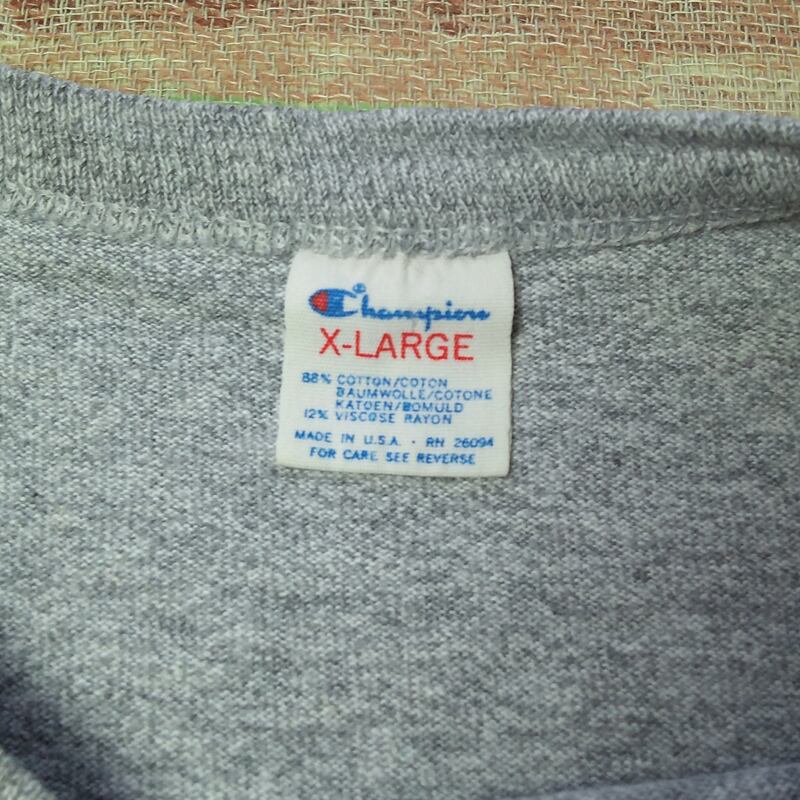 Champion®
X-LARGE
88% COTTON/COTON
BAUMWOLLE/COTONE
KATOEN/BOMULD
12% VISCOSE RAYON
MADE IN U.S.A. · RN 26094
FOR CARE SEE REVERSE